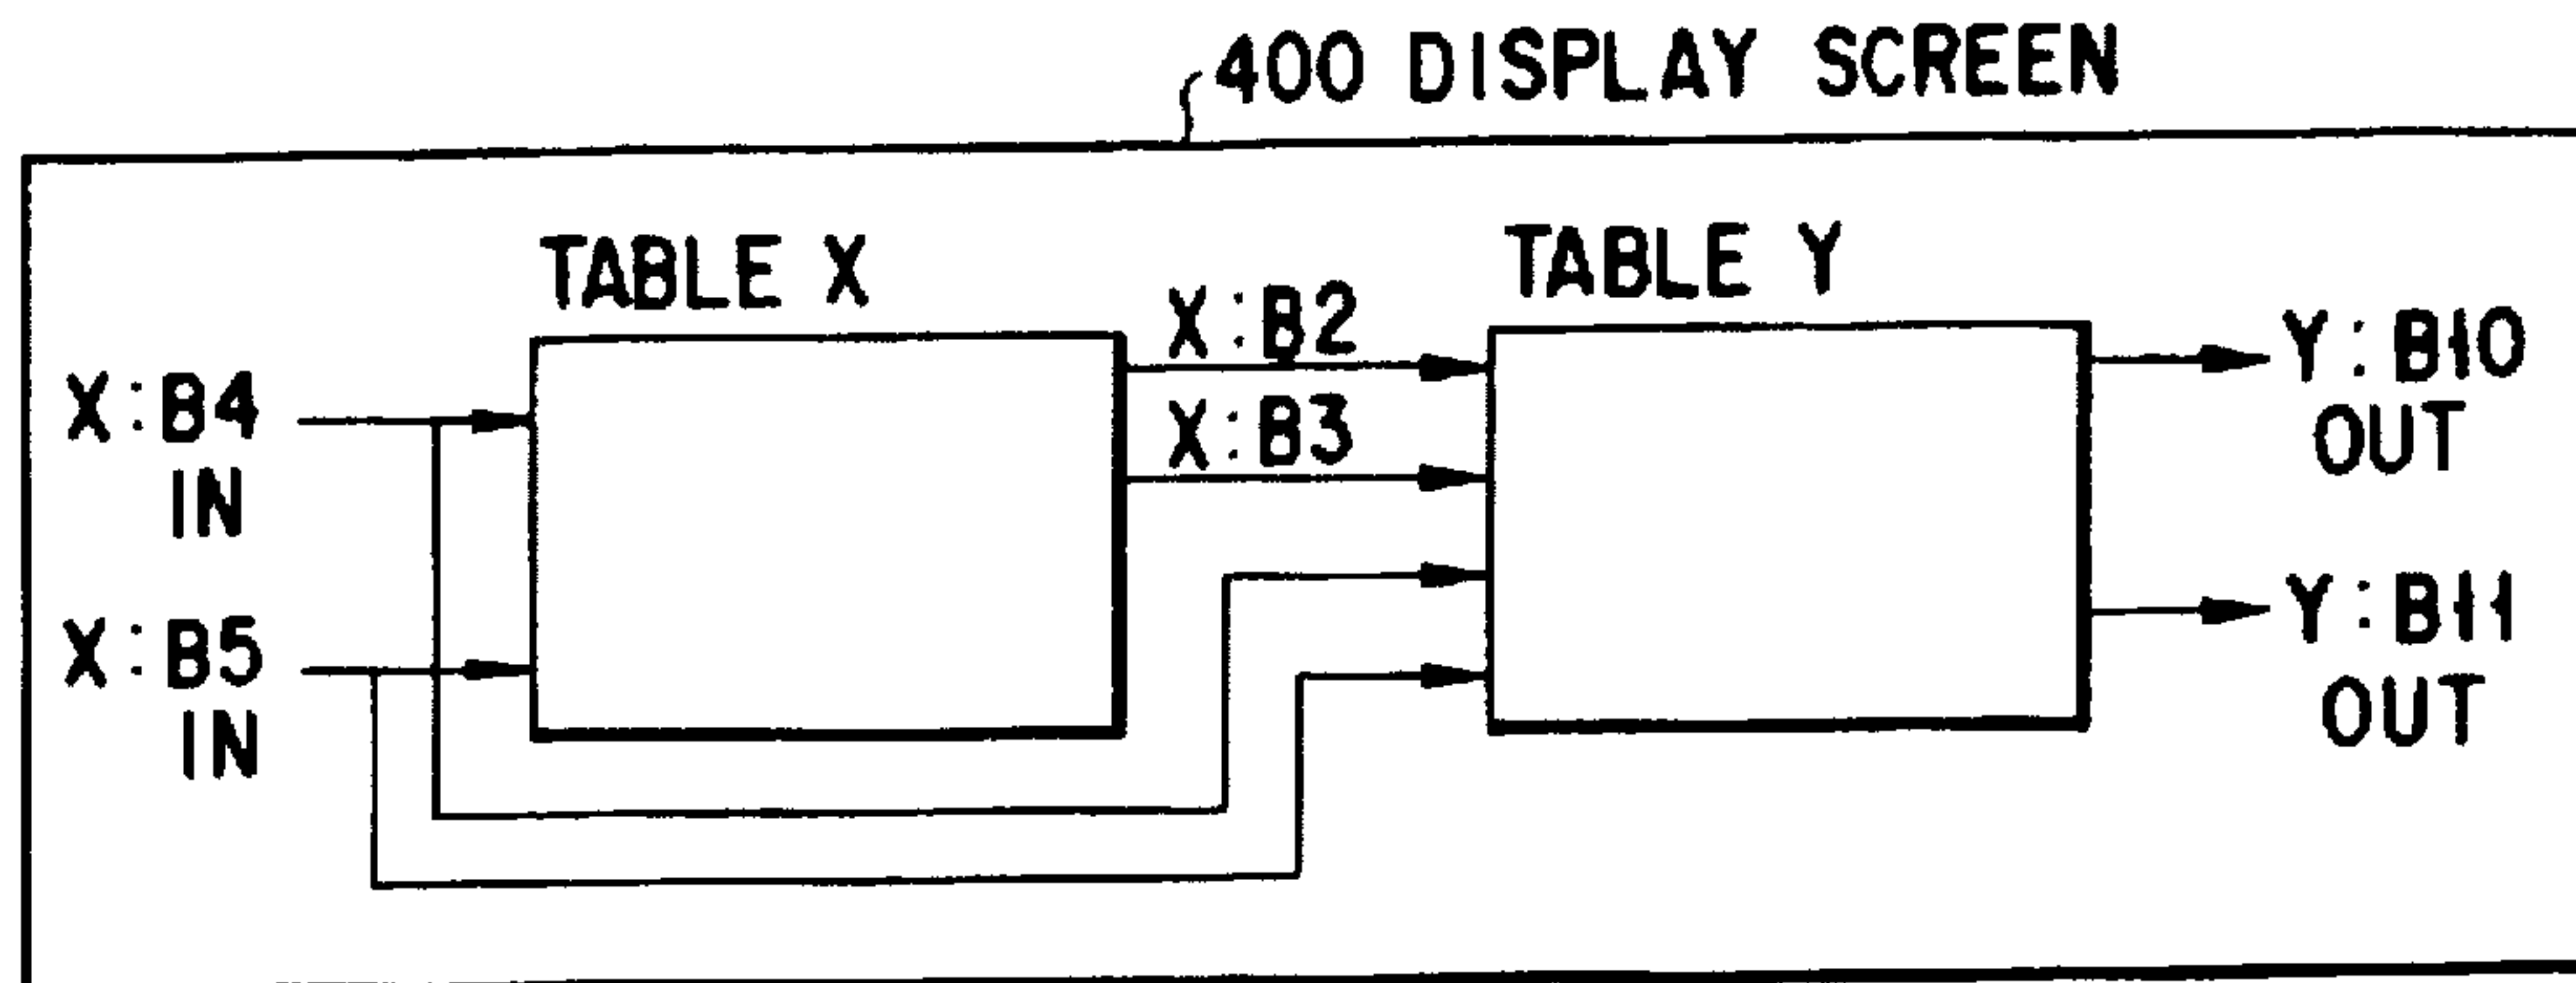 400 DISPLAY SCREEN
TABLE X
TABLE Y
X:B2
X:B3
X:B4
IN
X:B5
IN
Y:B10
OUT
Y:B11
OUT